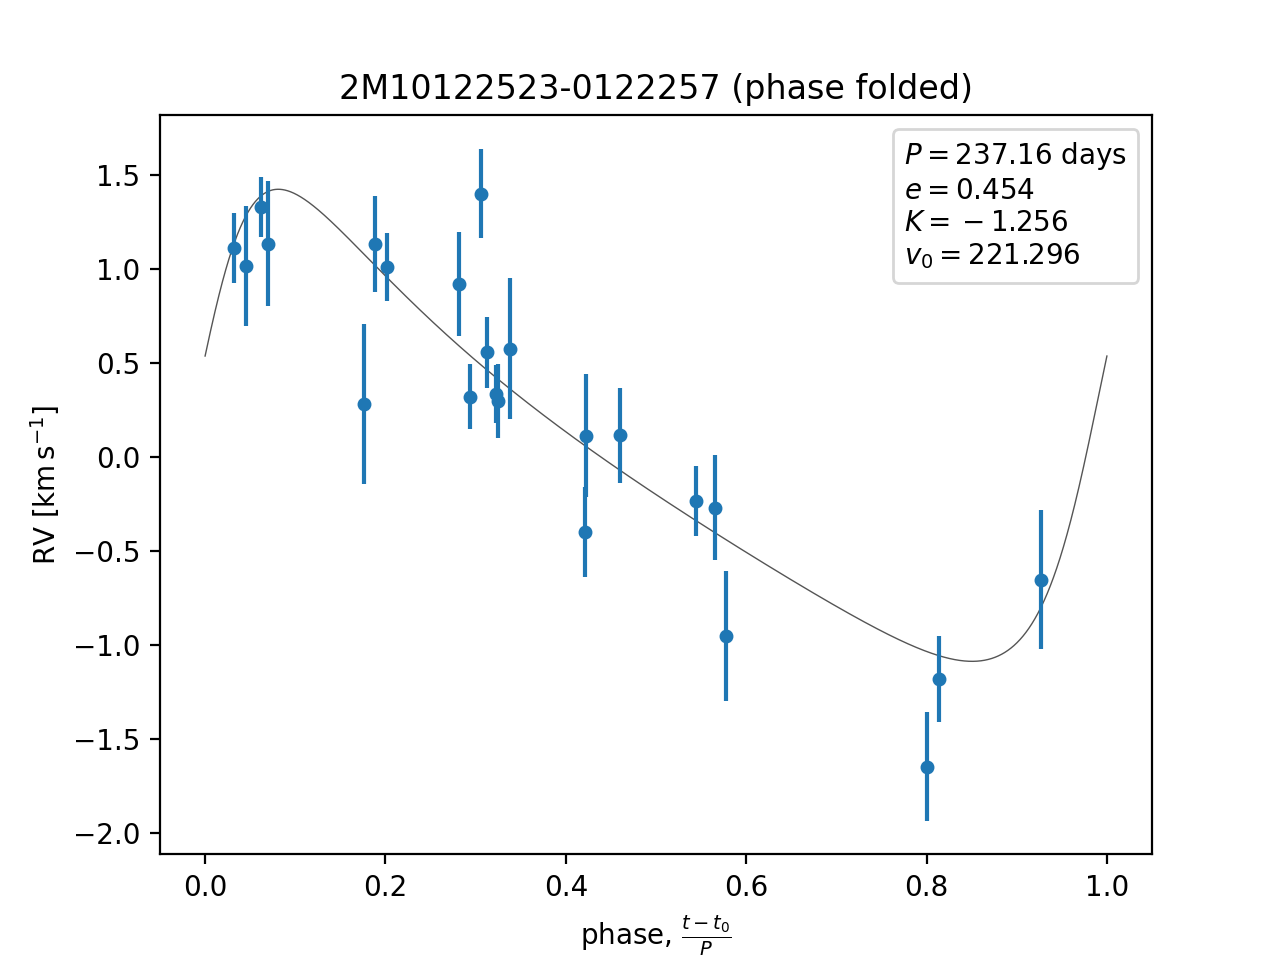 2M10122523-0122257 (phase folded)
P = 237.16 days
e = 0.454
K = −1.256
v₀ = 221.296
RV [km s⁻¹]
1.5
1.0
0.5
0.0
−0.5
−1.0
−1.5
−2.0
0.0 0.2 0.4 0.6 0.8 1.0
phase, (t − t₀)/P